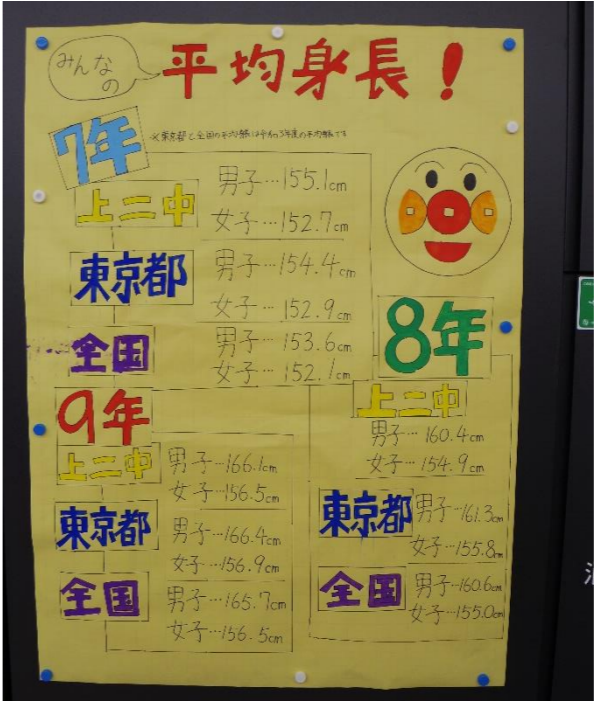 みんなの
平均身長！
7年
※東京都と全国の平均身長は令和3年度の平均身長です
上二中
男子…155.1cm
女子…152.7cm
東京都
男子…154.4cm
女子…152.9cm
全国
男子…153.6cm
女子…152.1cm
8年
上二中
男子…160.4cm
女子…154.9cm
東京都
男子…161.3cm
女子…155.8cm
全国
男子…160.6cm
女子…155.0cm
9年
上二中
男子…166.1cm
女子…156.5cm
東京都
男子…166.4cm
女子…156.9cm
全国
男子…165.7cm
女子…156.5cm